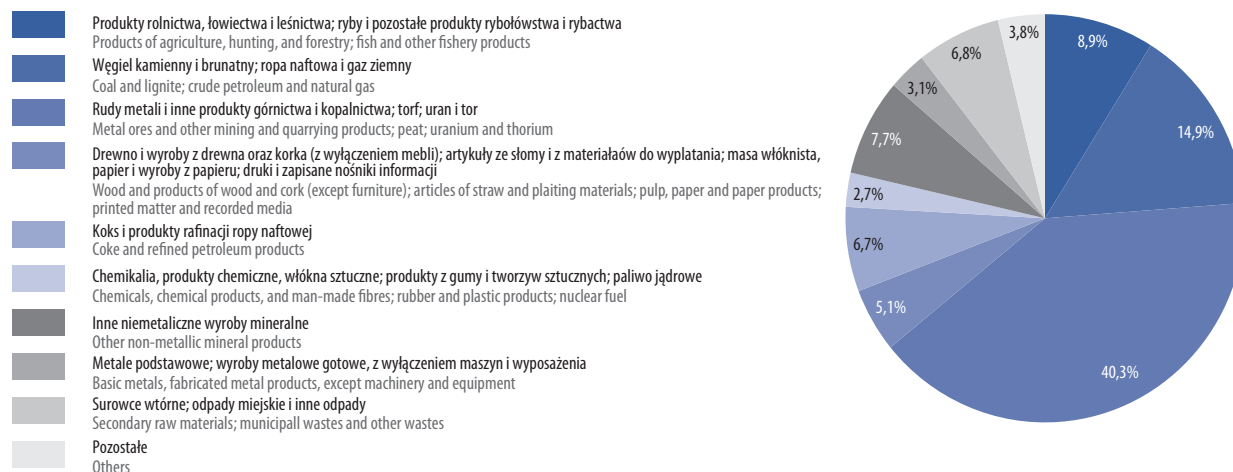 Produkty rolnictwa, łowiectwa i leśnictwa; ryby i pozostałe produkty rybołówstwa i rybactwa
Products of agriculture, hunting, and forestry; fish and other fishery products
Węgiel kamienny i brunatny; ropa naftowa i gaz ziemny
Coal and lignite; crude petroleum and natural gas
Rudy metali i inne produkty górnictwa i kopalnictwa; torf; uran i tor
Metal ores and other mining and quarrying products; peat; uranium and thorium
Drewno i wyroby z drewna oraz korka (z wyłączeniem mebli); artykuły ze słomy i z materiałaów do wyplatania; masa włóknista,
papier i wyroby z papieru; druki i zapisane nośniki informacji
Wood and products of wood and cork (except furniture); articles of straw and plaiting materials; pulp, paper and paper products;
printed matter and recorded media
Koks i produkty rafinacji ropy naftowej
Coke and refined petroleum products
Chemikalia, produkty chemiczne, włókna sztuczne; produkty z gumy i tworzyw sztucznych; paliwo jądrowe
Chemicals, chemical products, and man-made fibres; rubber and plastic products; nuclear fuel
Inne niemetaliczne wyroby mineralne
Other non-metallic mineral products
Metale podstawowe; wyroby metalowe gotowe, z wyłączeniem maszyn i wyposażenia
Basic metals, fabricated metal products, except machinery and equipment
Surowce wtórne; odpady miejskie i inne odpady
Secondary raw materials; municipall wastes and other wastes
Pozostałe
Others
8,9%
14,9%
40,3%
5,1%
6,7%
2,7%
7,7%
3,1%
6,8%
3,8%